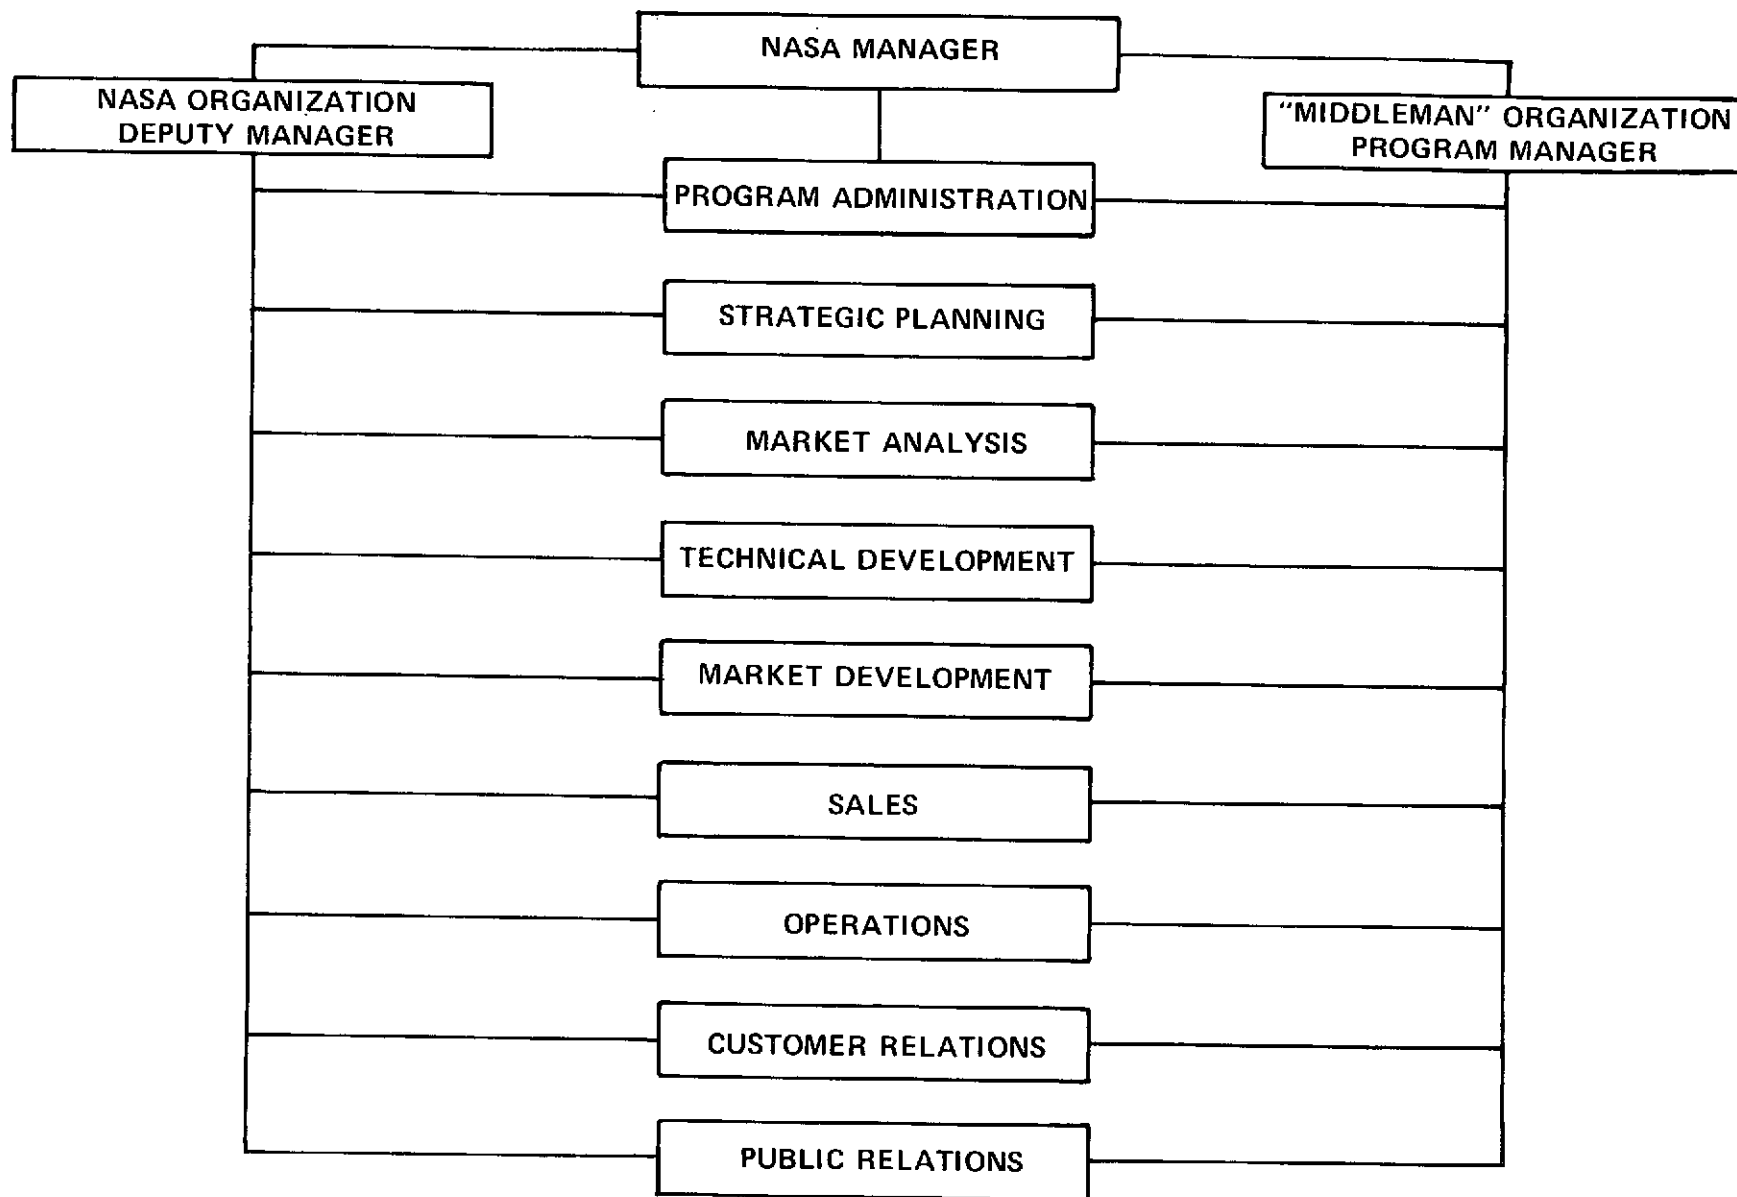 NASA MANAGER
NASA ORGANIZATION
DEPUTY MANAGER
"MIDDLEMAN" ORGANIZATION
PROGRAM MANAGER
PROGRAM ADMINISTRATION
STRATEGIC PLANNING
MARKET ANALYSIS
TECHNICAL DEVELOPMENT
MARKET DEVELOPMENT
SALES
OPERATIONS
CUSTOMER RELATIONS
PUBLIC RELATIONS